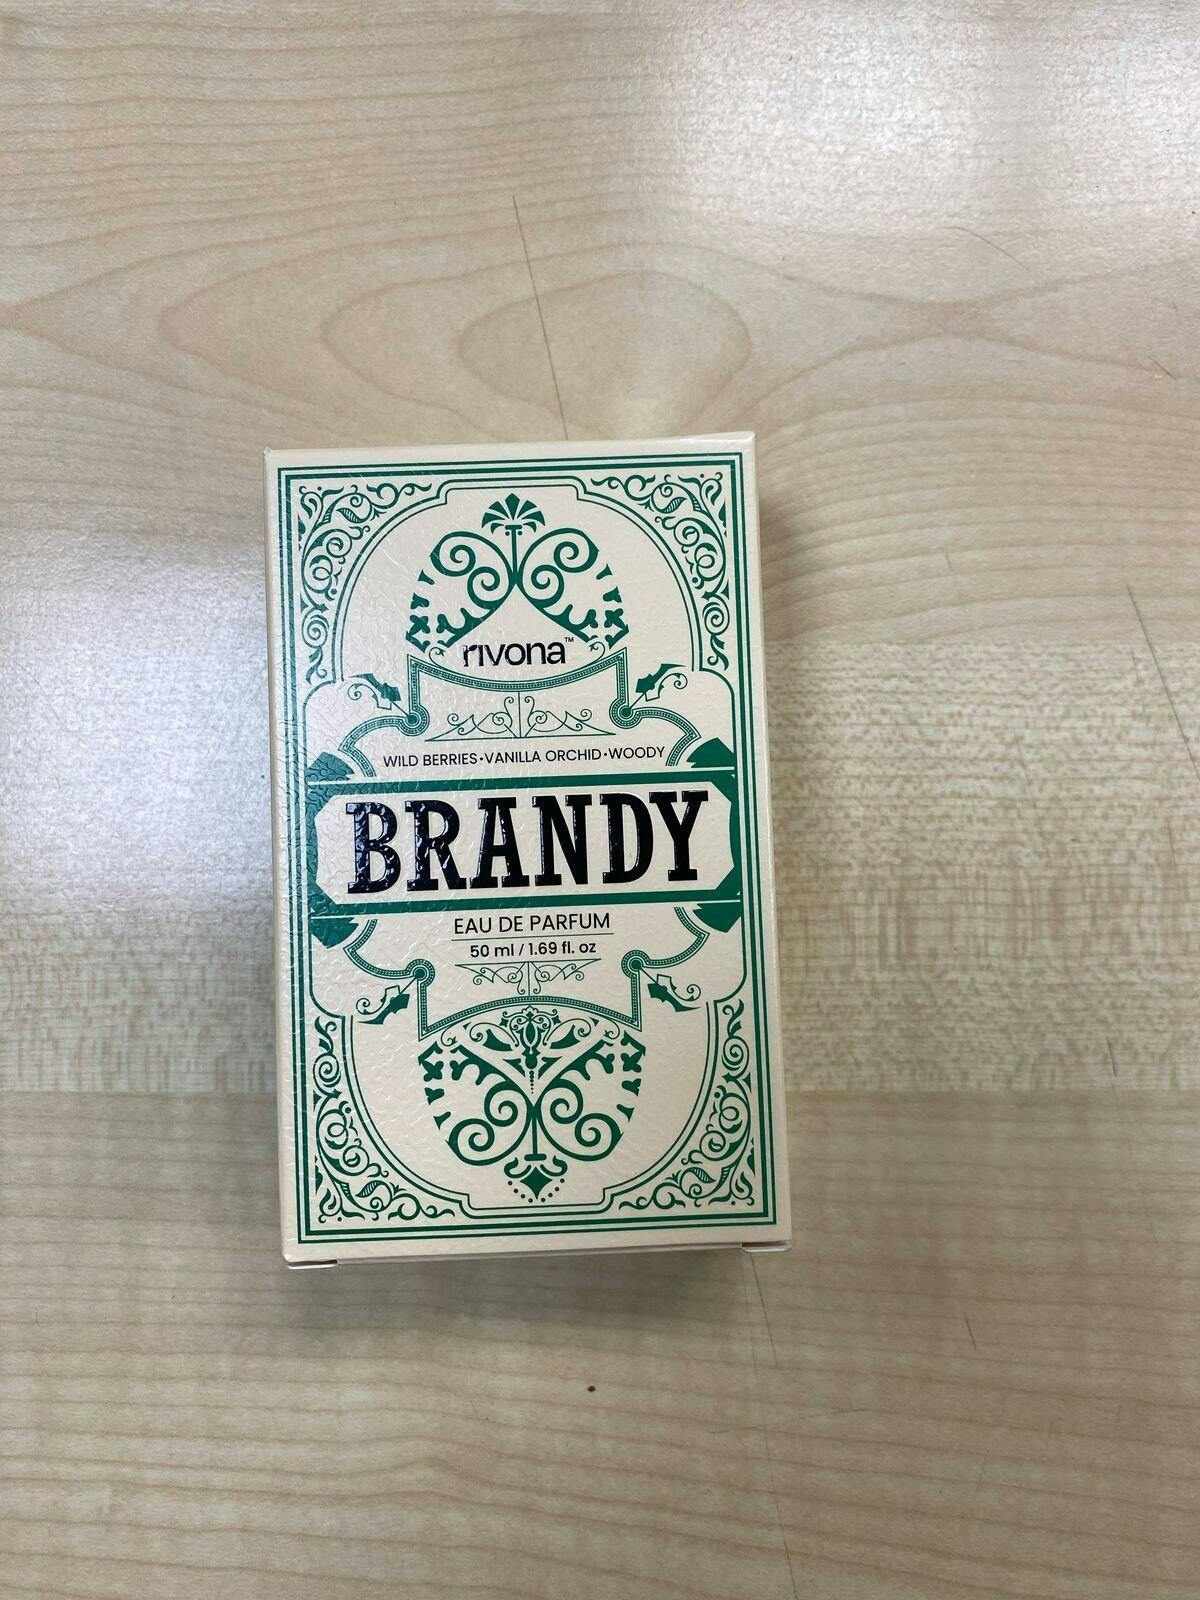 rivona™
WILD BERRIES•VANILLA ORCHID•WOODY
BRANDY
EAU DE PARFUM
50 ml / 1.69 fl. oz